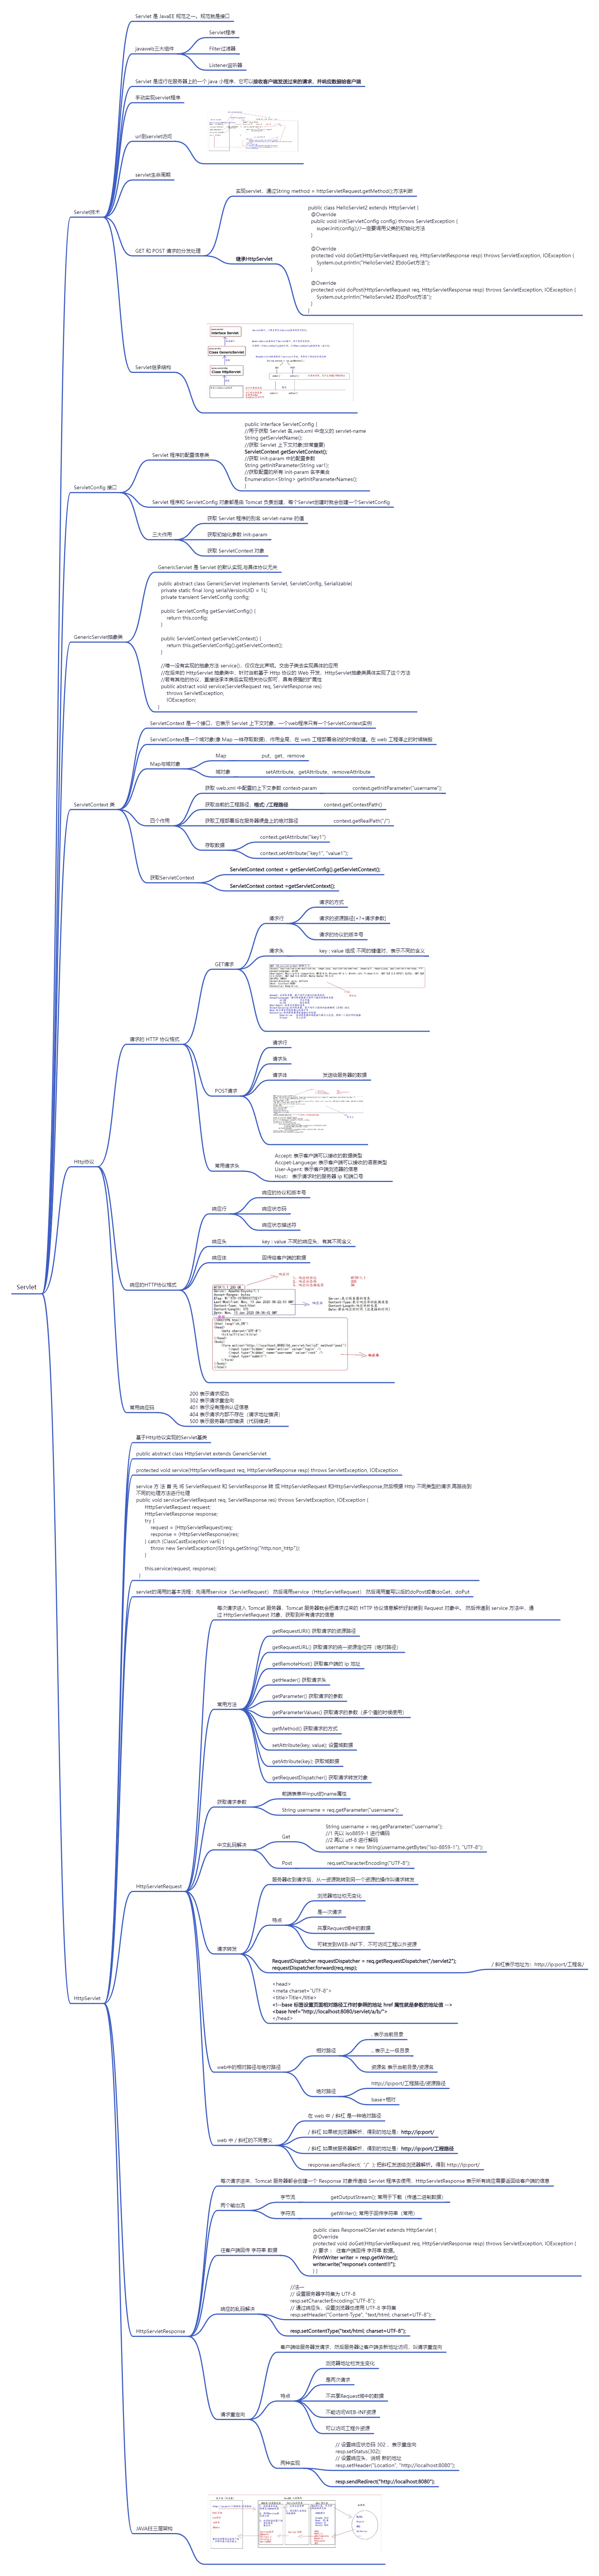 Servlet
Servlet技术
Servlet 是 JavaEE 规范之一。规范就是接口
javaweb三大组件
Servlet程序
Filter过滤器
Listener监听器
Servlet 是运行在服务器上的一个 java 小程序，它可以接收客户端发送过来的请求，并响应数据给客户端
手动实现servlet程序
url到servlet访问
servlet生命周期
GET 和 POST 请求的分发处理
实现servlet，通过String method = httpServletRequest.getMethod();方法判断
继承HttpServlet
public class HelloServlet2 extends HttpServlet {
@Override
public void init(ServletConfig config) throws ServletException {
super.init(config);//一定要调用父类的初始化方法
}
@Override
protected void doGet(HttpServletRequest req, HttpServletResponse resp) throws ServletException, IOException {
System.out.println("HelloServlet2 的doGet方法");
}
@Override
protected void doPost(HttpServletRequest req, HttpServletResponse resp) throws ServletException, IOException {
System.out.println("HelloServlet2 的doPost方法");
}
}
Servlet继承结构
Interface Servlet
Class GenericServlet
Class HttpServlet
ServletConfig 接口
Servlet 程序的配置信息类
public interface ServletConfig {
//用于获取 Servlet 名,web.xml 中定义的 servlet-name
String getServletName();
//获取 Servlet 上下文对象(非常重要)
ServletContext getServletContext();
//获取 init-param 中的配置参数
String getInitParameter(String var1);
//获取配置的所有 init-param 名字集合
Enumeration<String> getInitParameterNames();
}
Servlet 程序和 ServletConfig 对象都是由 Tomcat 负责创建，每个Servlet创建时就会创建一个ServletConfig
三大作用
获取 Servlet 程序的别名 servlet-name 的值
获取初始化参数 init-param
获取 ServletContext 对象
GenericServlet抽象类
GenericServlet 是 Servlet 的默认实现,与具体协议无关
public abstract class GenericServlet implements Servlet, ServletConfig, Serializable{
private static final long serialVersionUID = 1L;
private transient ServletConfig config;
public ServletConfig getServletConfig() {
return this.config;
}
public ServletContext getServletContext() {
return this.getServletConfig().getServletContext();
}
//唯一没有实现的抽象方法 service()，仅仅在此声明。交由子类去实现具体的应用
//在后来的 HttpServlet 抽象类中，针对当前基于 Http 协议的 Web 开发，HttpServlet抽象类具体实现了这个方法
//若有其他的协议，直接继承本类后实现相关协议即可，具有很强的扩展性
public abstract void service(ServletRequest req, ServletResponse res)
throws ServletException,
IOException;
}
ServletContext 类
ServletContext 是一个接口，它表示 Servlet 上下文对象，一个web程序只有一个ServletContext实例
ServletContext是一个域对象(像 Map 一样存取数据)，作用全局，在 web 工程部署启动的时候创建。在 web 工程停止的时候销毁
Map与域对象
Map
put，get，remove
域对象
setAttribute，getAttribute，removeAttribute
四个作用
获取 web.xml 中配置的上下文参数 context-param
context.getInitParameter("username");
获取当前的工程路径，格式: /工程路径
context.getContextPath()
获取工程部署后在服务器硬盘上的绝对路径
context.getRealPath("/")
存取数据
context.getAttribute("key1")
context.setAttribute("key1", "value1");
获取ServletContext
ServletContext context = getServletConfig().getServletContext();
ServletContext context =getServletContext();
Http协议
请求的 HTTP 协议格式
GET请求
请求行
请求的方式
请求的资源路径[+?+请求参数]
请求的协议的版本号
请求头
key : value 组成 不同的键值对，表示不同的含义
POST请求
请求行
请求头
请求体
发送给服务器的数据
常用请求头
Accept: 表示客户端可以接收的数据类型
Accpet-Languege: 表示客户端可以接收的语言类型
User-Agent: 表示客户端浏览器的信息
Host： 表示请求时的服务器 ip 和端口号
响应的HTTP协议格式
响应行
响应的协议和版本号
响应状态码
响应状态描述符
响应头
key : value 不同的响应头，有其不同含义
响应体
回传给客户端的数据
常用响应码
200 表示请求成功
302 表示请求重定向
401 表示没有提供认证信息
404 表示请求内部不存在（请求地址错误）
500 表示服务器内部错误（代码错误）
HttpServlet
基于Http协议实现的Servlet基类
public abstract class HttpServlet extends GenericServlet
protected void service(HttpServletRequest req, HttpServletResponse resp) throws ServletException, IOException
service 方 法 首 先 将 ServletRequest 和 ServletResponse 转 成 HttpServletRequest 和HttpServletResponse,然后根据 Http 不同类型的请求,再路由到
不同的处理方法进行处理
public void service(ServletRequest req, ServletResponse res) throws ServletException, IOException {
HttpServletRequest request;
HttpServletResponse response;
try {
request = (HttpServletRequest)req;
response = (HttpServletResponse)res;
} catch (ClassCastException var6) {
throw new ServletException(lStrings.getString("http.non_http"));
}
this.service(request, response);
}
servlet的调用的基本流程：先调用service（ServletRequest） 然后调用service（HttpServletRequest） 然后调用重写以后的doPost或者doGet、doPut
HttpServletRequest
每次请求进入 Tomcat 服务器，Tomcat 服务器就会把请求过来的 HTTP 协议信息解析好封装到 Request 对象中。 然后传递到 service 方法中，通
过 HttpServletRequest 对象，获取到所有请求的信息
常用方法
getRequestURI() 获取请求的资源路径
getRequestURL() 获取请求的统一资源定位符（绝对路径）
getRemoteHost() 获取客户端的 ip 地址
getHeader() 获取请求头
getParameter() 获取请求的参数
getParameterValues() 获取请求的参数（多个值的时候使用）
getMethod() 获取请求的方式
setAttribute(key, value); 设置域数据
getAttribute(key); 获取域数据
getRequestDispatcher() 获取请求转发对象
获取请求参数
前端表单中input的name属性
String username = req.getParameter("username");
中文乱码解决
Get
String username = req.getParameter("username");
//1 先以 iso8859-1 进行编码
//2 再以 utf-8 进行解码
username = new String(username.getBytes("iso-8859-1"), "UTF-8");
Post
req.setCharacterEncoding("UTF-8");
请求转发
服务器收到请求后，从一资源跳转到另一个资源的操作叫请求转发
特点
浏览器地址栏无变化
是一次请求
共享Request域中的数据
可转发到WEB-INF下，不可访问工程以外资源
RequestDispatcher requestDispatcher = req.getRequestDispatcher("/servlet2");
requestDispatcher.forward(req,resp);
/ 斜杠表示地址为：http://ip:port/工程名/
<head>
<meta charset="UTF-8">
<title>Title</title>
<!--base 标签设置页面相对路径工作时参照的地址 href 属性就是参数的地址值 -->
<base href="http://localhost:8080/servlet/a/b/">
</head>
web中的相对路径与绝对路径
相对路径
. 表示当前目录
.. 表示上一级目录
资源名 表示当前目录/资源名
绝对路径
http://ip:port/工程路径/资源路径
base+相对
web 中 / 斜杠的不同意义
在 web 中 / 斜杠 是一种绝对路径
/ 斜杠 如果被浏览器解析，得到的地址是：http://ip:port/
/ 斜杠 如果被服务器解析，得到的地址是：http://ip:port/工程路径
response.sendRediect(“/”); 把斜杠发送给浏览器解析。得到 http://ip:port/
HttpServletResponse
每次请求进来，Tomcat 服务器都会创建一个 Response 对象传递给 Servlet 程序去使用，HttpServletResponse 表示所有响应需要返回给客户端的信息
两个输出流
字节流
getOutputStream(); 常用于下载（传递二进制数据）
字符流
getWriter(); 常用于回传字符串（常用）
往客户端回传 字符串 数据
public class ResponseIOServlet extends HttpServlet {
@Override
protected void doGet(HttpServletRequest req, HttpServletResponse resp) throws ServletException, IOException {
// 要求 ： 往客户端回传 字符串 数据。
PrintWriter writer = resp.getWriter();
writer.write("response's content!!!");
} }
响应的乱码解决
//法一
// 设置服务器字符集为 UTF-8
resp.setCharacterEncoding("UTF-8");
// 通过响应头，设置浏览器也使用 UTF-8 字符集
resp.setHeader("Content-Type", "text/html; charset=UTF-8");
resp.setContentType("text/html; charset=UTF-8");
请求重定向
客户端给服务器发请求，然后服务器让客户端去新地址访问，叫请求重定向
特点
浏览器地址栏发生变化
是两次请求
不共享Request域中的数据
不能访问WEB-INF资源
可以访问工程外资源
两种实现
// 设置响应状态码 302 ，表示重定向
resp.setStatus(302);
// 设置响应头，说明 新的地址
resp.setHeader("Location", "http://localhost:8080");
resp.sendRedirect("http://localhost:8080");
JAVAEE三层架构